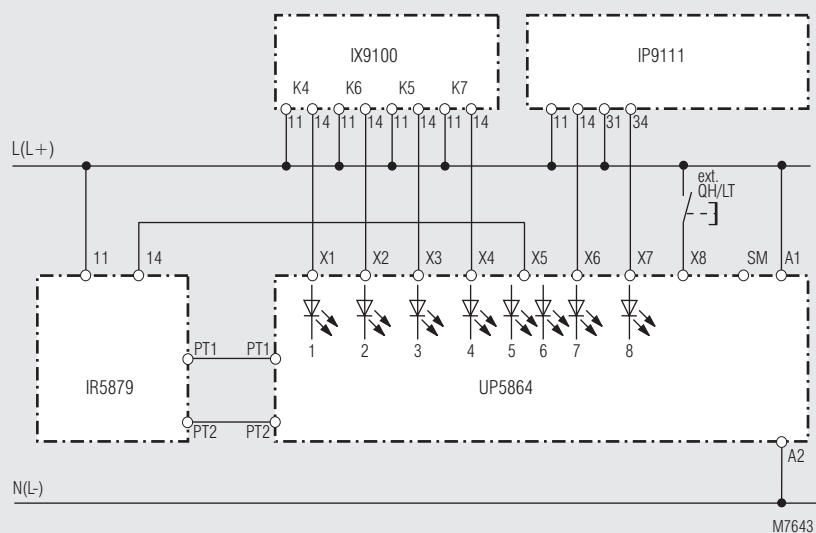 IX9100 IP9111
K4 K6 K5 K7
11 14 11 14 11 14 11 14 11 14 31 34
L(L+)
ext.
QH/LT
11 14 X1 X2 X3 X4 X5 X6 X7 X8 SM A1
1 2 3 4 5 6 7 8
PT1 PT1
IR5879 UP5864
PT2 PT2
A2
N(L-)
M7643